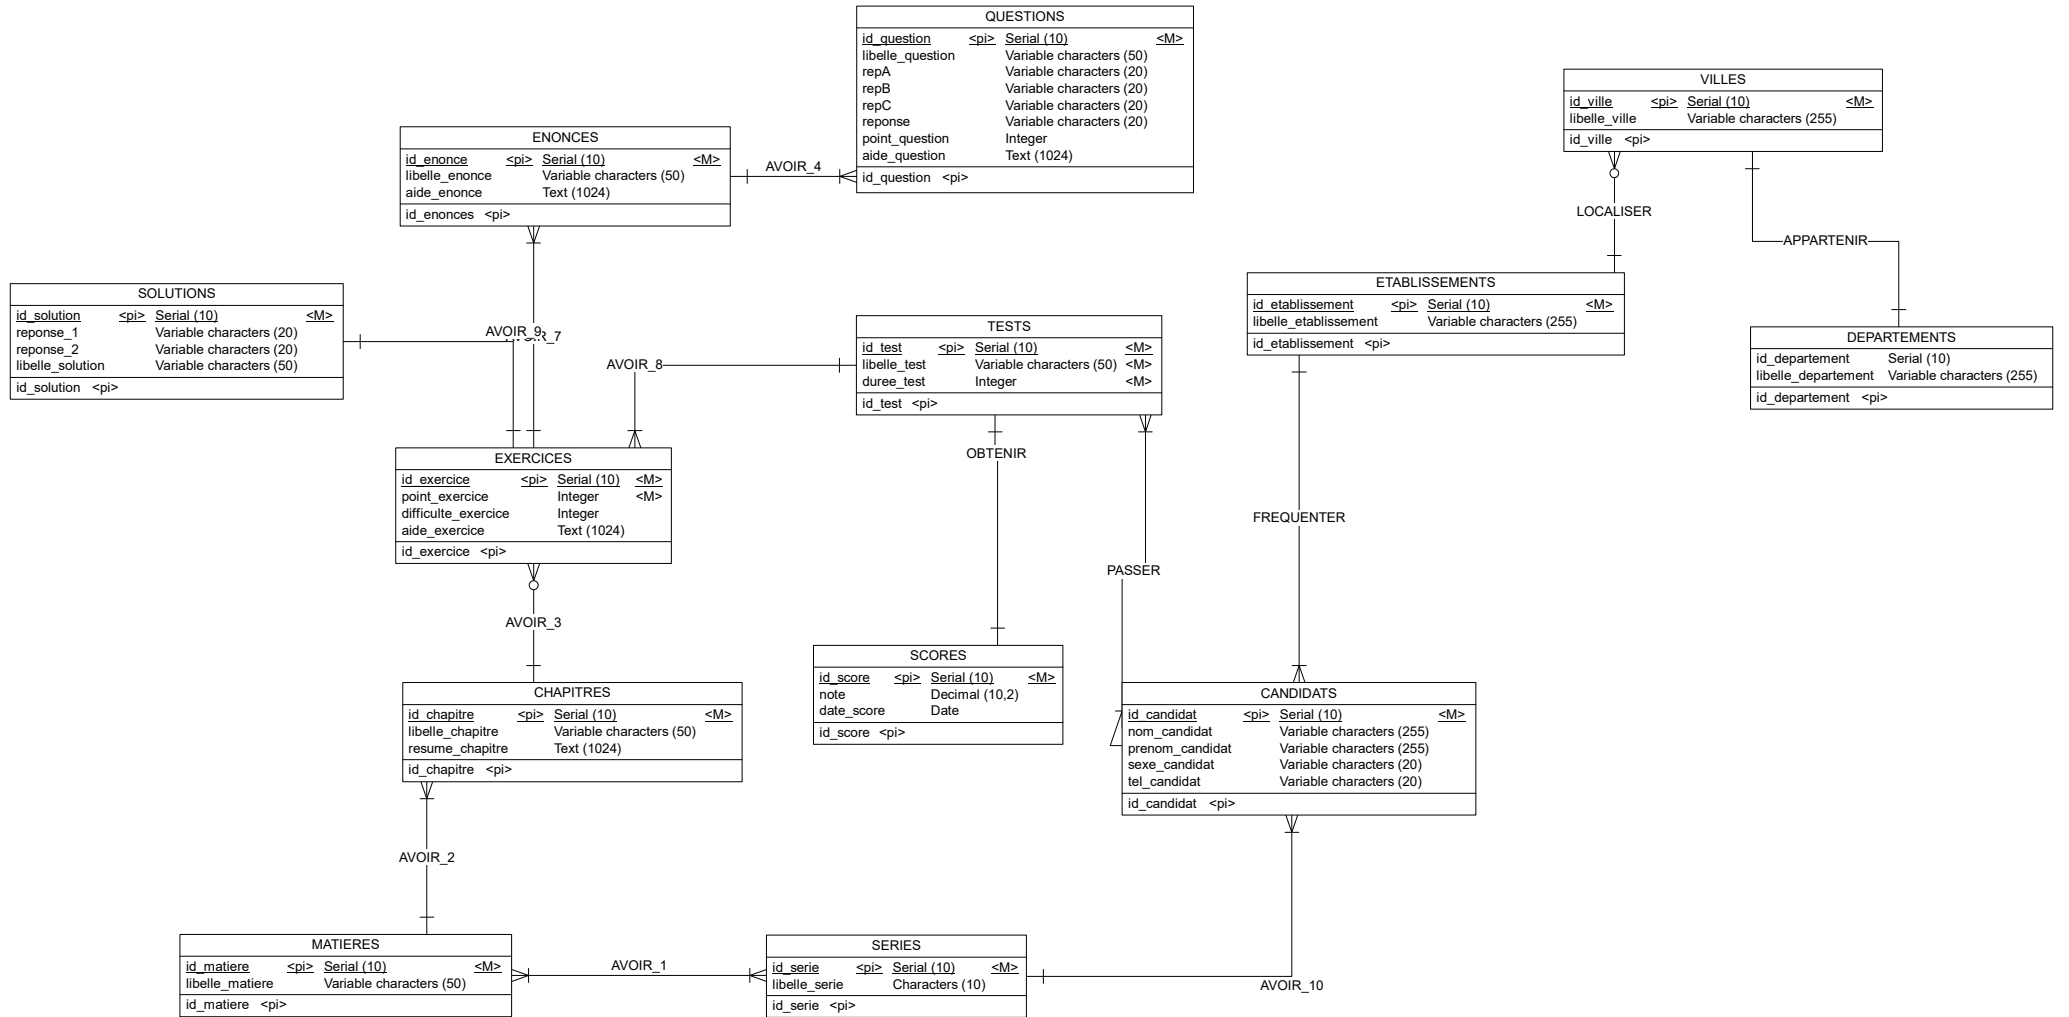 QUESTIONS
id_question <pi> Serial (10) <M>
libelle_question Variable characters (50)
repA Variable characters (20)
repB Variable characters (20)
repC Variable characters (20)
reponse Variable characters (20)
point_question Integer
aide_question Text (1024)
id_question <pi>
VILLES
id_ville <pi> Serial (10) <M>
libelle_ville Variable characters (255)
id_ville <pi>
ENONCES
id_enonce <pi> Serial (10) <M>
libelle_enonce Variable characters (50)
aide_enonce Text (1024)
id_enonces <pi>
AVOIR_4
LOCALISER
APPARTENIR
SOLUTIONS
id_solution <pi> Serial (10) <M>
reponse_1 Variable characters (20)
reponse_2 Variable characters (20)
libelle_solution Variable characters (50)
id_solution <pi>
AVOIR_9
AVOIR_7
AVOIR_8
TESTS
id_test <pi> Serial (10) <M>
libelle_test Variable characters (50) <M>
duree_test Integer <M>
id_test <pi>
ETABLISSEMENTS
id_etablissement <pi> Serial (10) <M>
libelle_etablissement Variable characters (255)
id_etablissement <pi>
DEPARTEMENTS
id_departement Serial (10)
libelle_departement Variable characters (255)
id_departement <pi>
OBTENIR
EXERCICES
id_exercice <pi> Serial (10) <M>
point_exercice Integer <M>
difficulte_exercice Integer
aide_exercice Text (1024)
id_exercice <pi>
FREQUENTER
PASSER
AVOIR_3
SCORES
id_score <pi> Serial (10) <M>
note Decimal (10,2)
date_score Date
id_score <pi>
CHAPITRES
id_chapitre <pi> Serial (10) <M>
libelle_chapitre Variable characters (50)
resume_chapitre Text (1024)
id_chapitre <pi>
CANDIDATS
id_candidat <pi> Serial (10) <M>
nom_candidat Variable characters (255)
prenom_candidat Variable characters (255)
sexe_candidat Variable characters (20)
tel_candidat Variable characters (20)
id_candidat <pi>
AVOIR_2
MATIERES
id_matiere <pi> Serial (10) <M>
libelle_matiere Variable characters (50)
id_matiere <pi>
AVOIR_1
SERIES
id_serie <pi> Serial (10) <M>
libelle_serie Characters (10)
id_serie <pi>
AVOIR_10